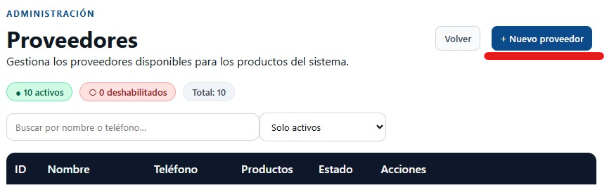 ADMINISTRACIÓN
Proveedores
Volver + Nuevo proveedor
Gestiona los proveedores disponibles para los productos del sistema.
● 10 activos ○ 0 deshabilitados Total: 10
Buscar por nombre o teléfono... Solo activos
ID Nombre Teléfono Productos Estado Acciones